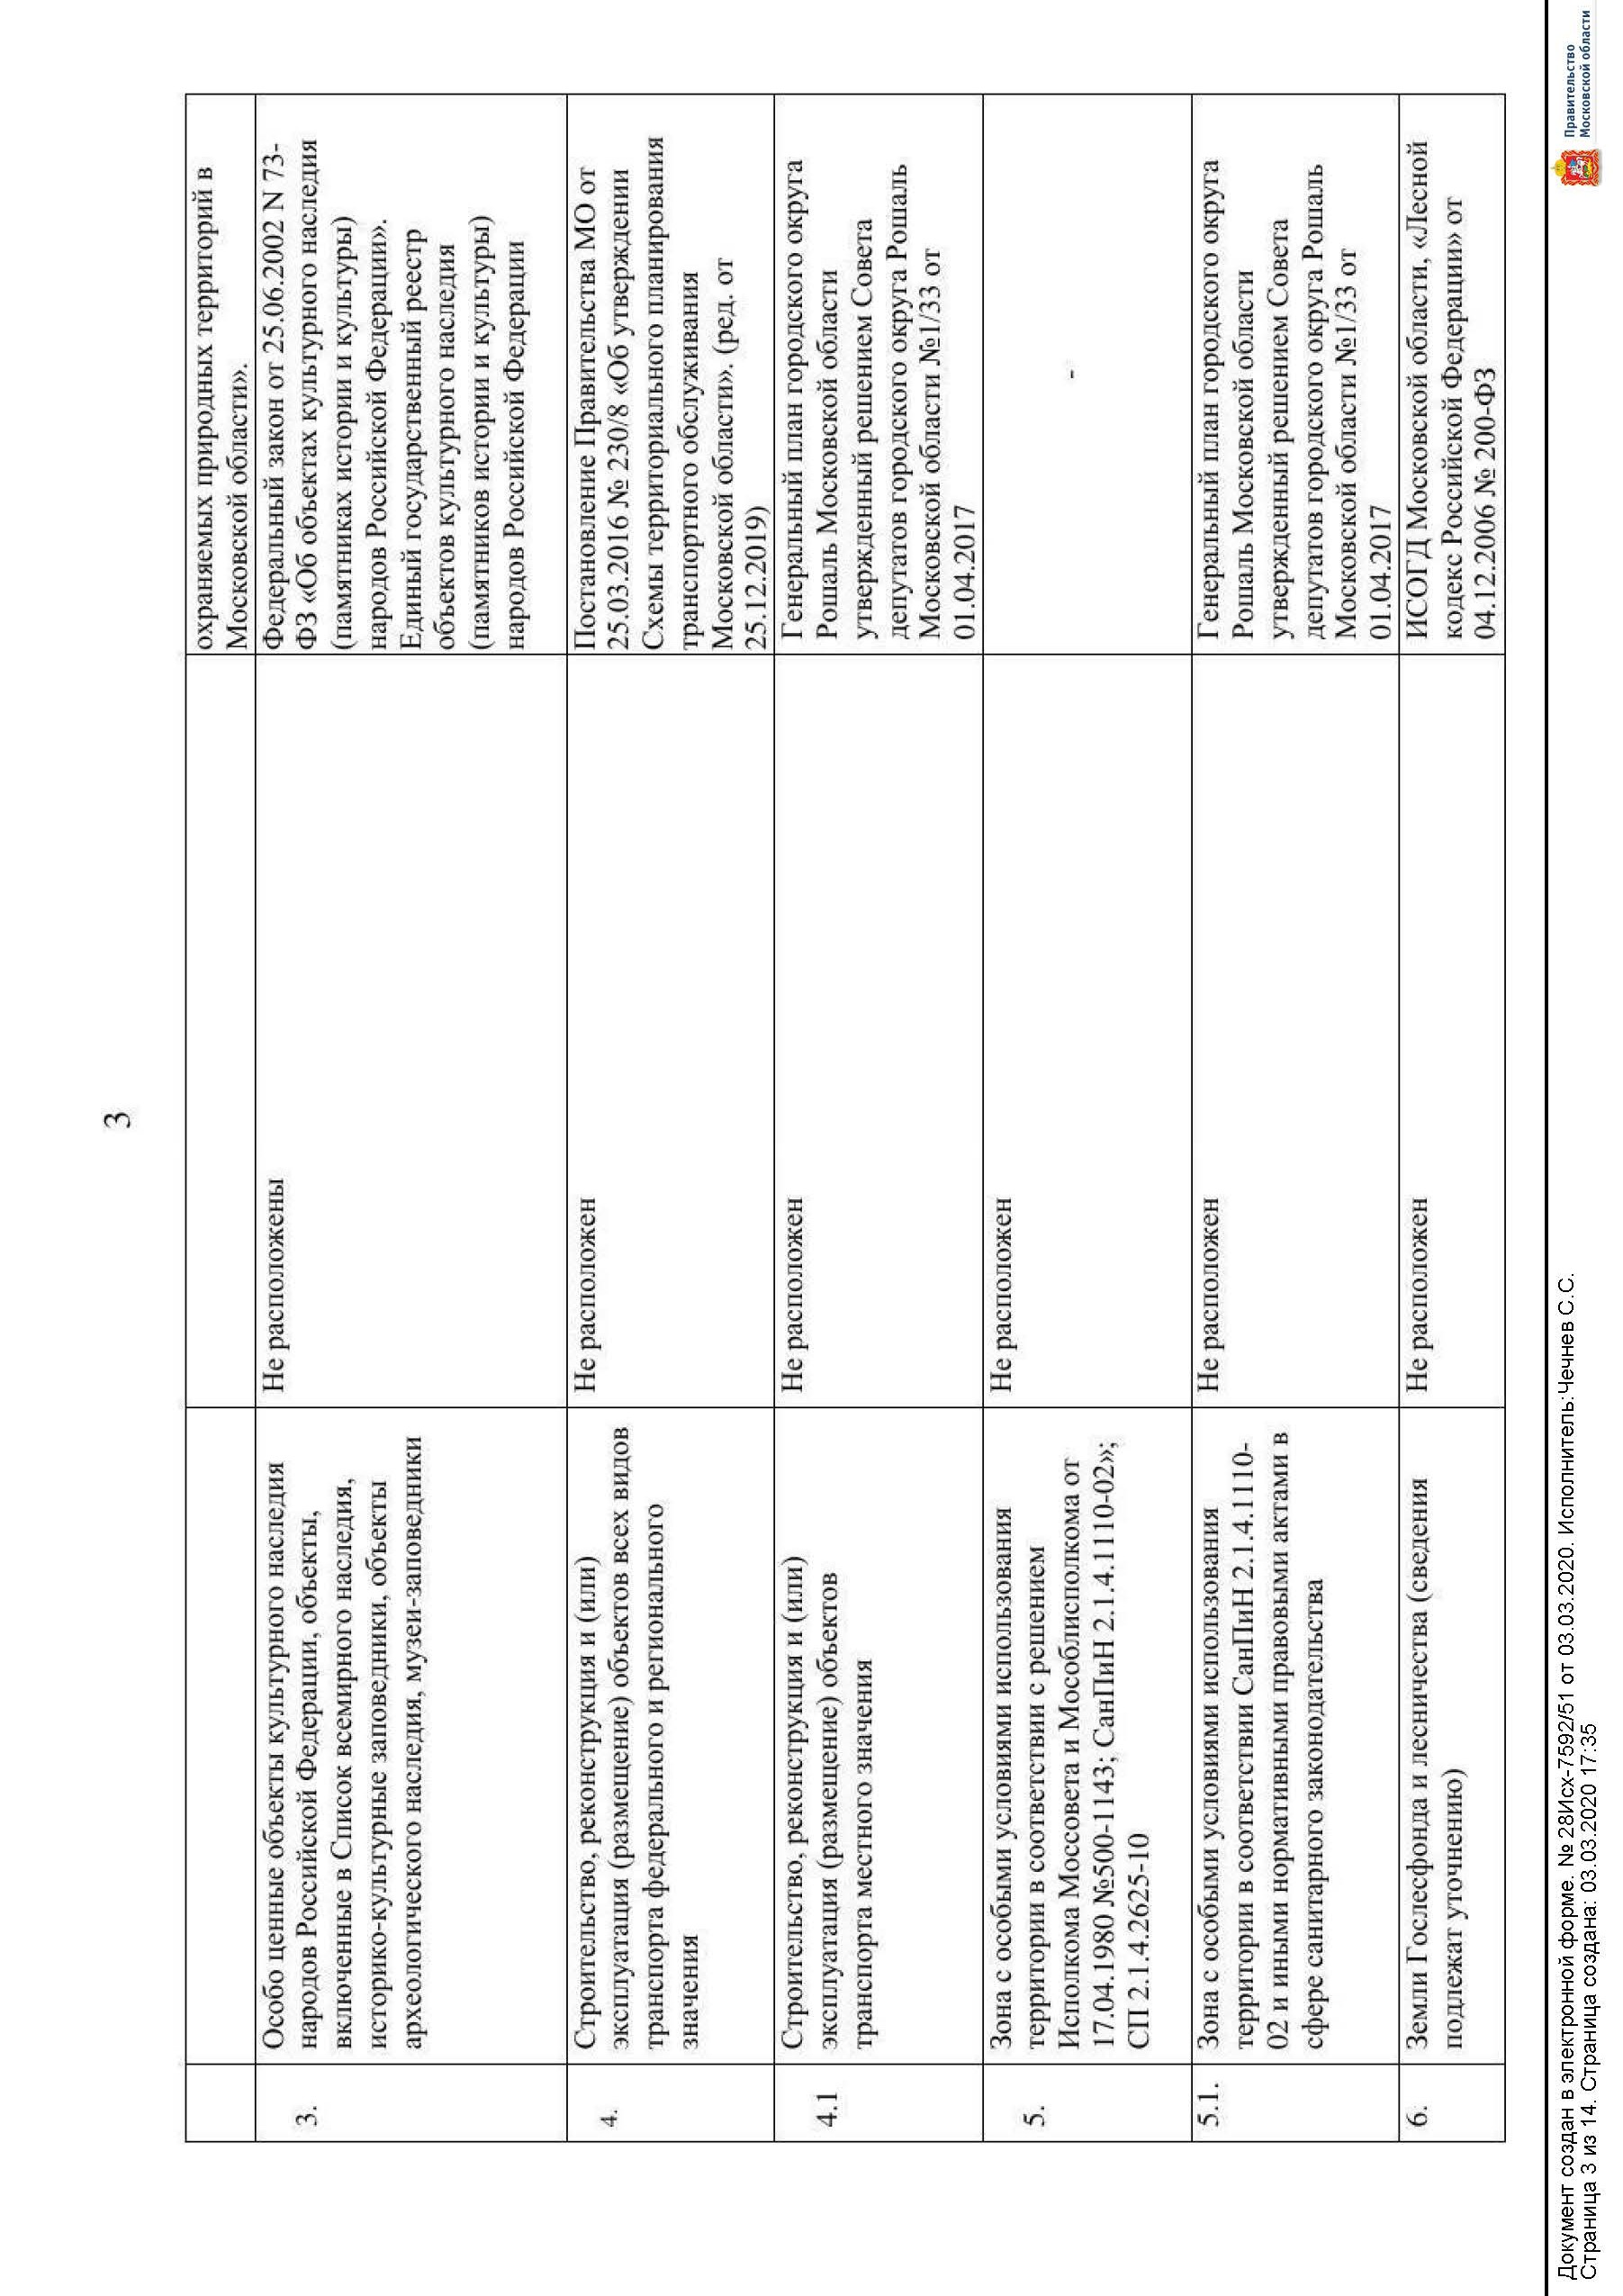 3
охраняемых природных территорий в
Московской области».
3.
Особо ценные объекты культурного наследия
народов Российской Федерации, объекты,
включенные в Список всемирного наследия,
историко-культурные заповедники, объекты
археологического наследия, музеи-заповедники
Не расположены
Федеральный закон от 25.06.2002 N 73-
ФЗ «Об объектах культурного наследия
(памятниках истории и культуры)
народов Российской Федерации».
Единый государственный реестр
объектов культурного наследия
(памятников истории и культуры)
народов Российской Федерации
4.
Строительство, реконструкция и (или)
эксплуатация (размещение) объектов всех видов
транспорта федерального и регионального
значения
Не расположен
Постановление Правительства МО от
25.03.2016 № 230/8 «Об утверждении
Схемы территориального планирования
транспортного обслуживания
Московской области». (ред. от
25.12.2019)
4.1
Строительство, реконструкция и (или)
эксплуатация (размещение) объектов
транспорта местного значения
Не расположен
Генеральный план городского округа
Рошаль Московской области
утвержденный решением Совета
депутатов городского округа Рошаль
Московской области №1/33 от
01.04.2017
5.
Зона с особыми условиями использования
территории в соответствии с решением
Исполкома Моссовета и Мособлисполкома от
17.04.1980 №500-1143; СанПиН 2.1.4.1110-02»;
СП 2.1.4.2625-10
Не расположен
-
5.1.
Зона с особыми условиями использования
территории в соответствии СанПиН 2.1.4.1110-
02 и иными нормативными правовыми актами в
сфере санитарного законодательства
Не расположен
Генеральный план городского округа
Рошаль Московской области
утвержденный решением Совета
депутатов городского округа Рошаль
Московской области №1/33 от
01.04.2017
6.
Земли Гослесфонда и лесничества (сведения
подлежат уточнению)
Не расположен
ИСОГД Московской области, «Лесной
кодекс Российской Федерации» от
04.12.2006 № 200-ФЗ
Документ создан в электронной форме. № 28Исх-7592/51 от 03.03.2020. Исполнитель:Чечнев С.С.
Страница 3 из 14. Страница создана: 03.03.2020 17:35
Правительство
Московской области